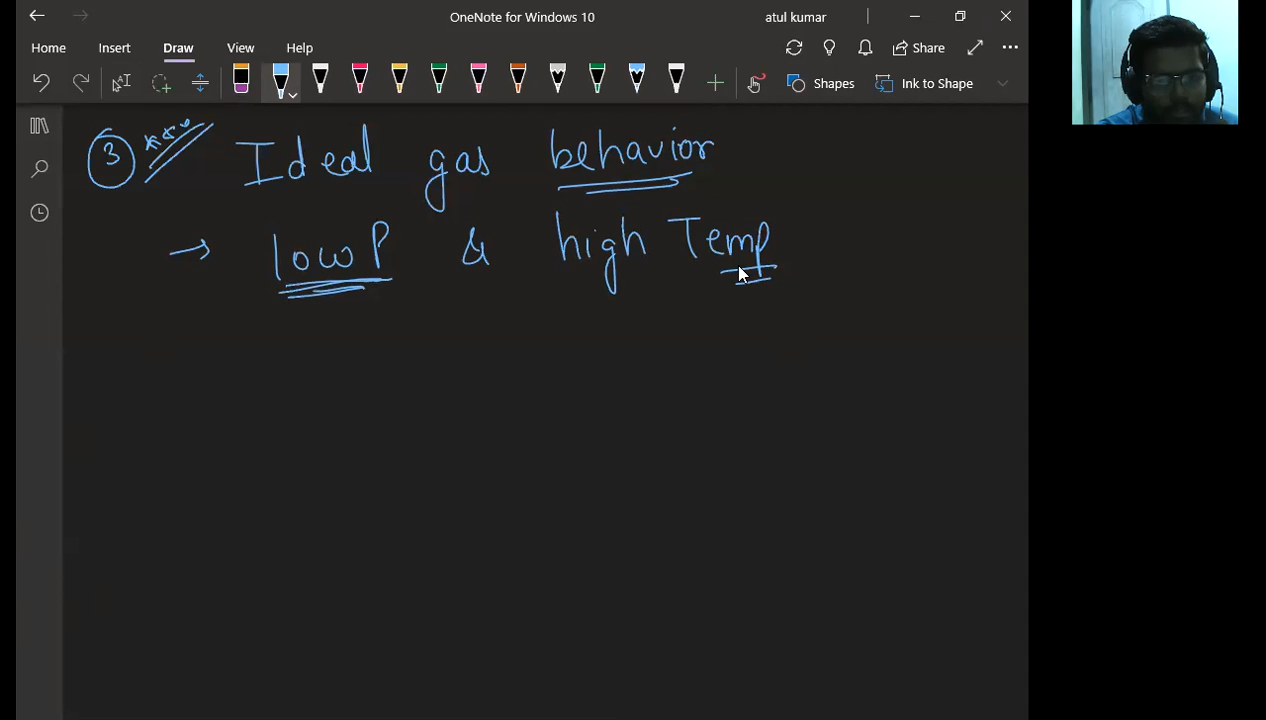 OneNote for Windows 10
atul kumar
Home Insert Draw View Help
Share
Shapes
Ink to Shape
3 *** Ideal gas behavior
→ low P & high Temp